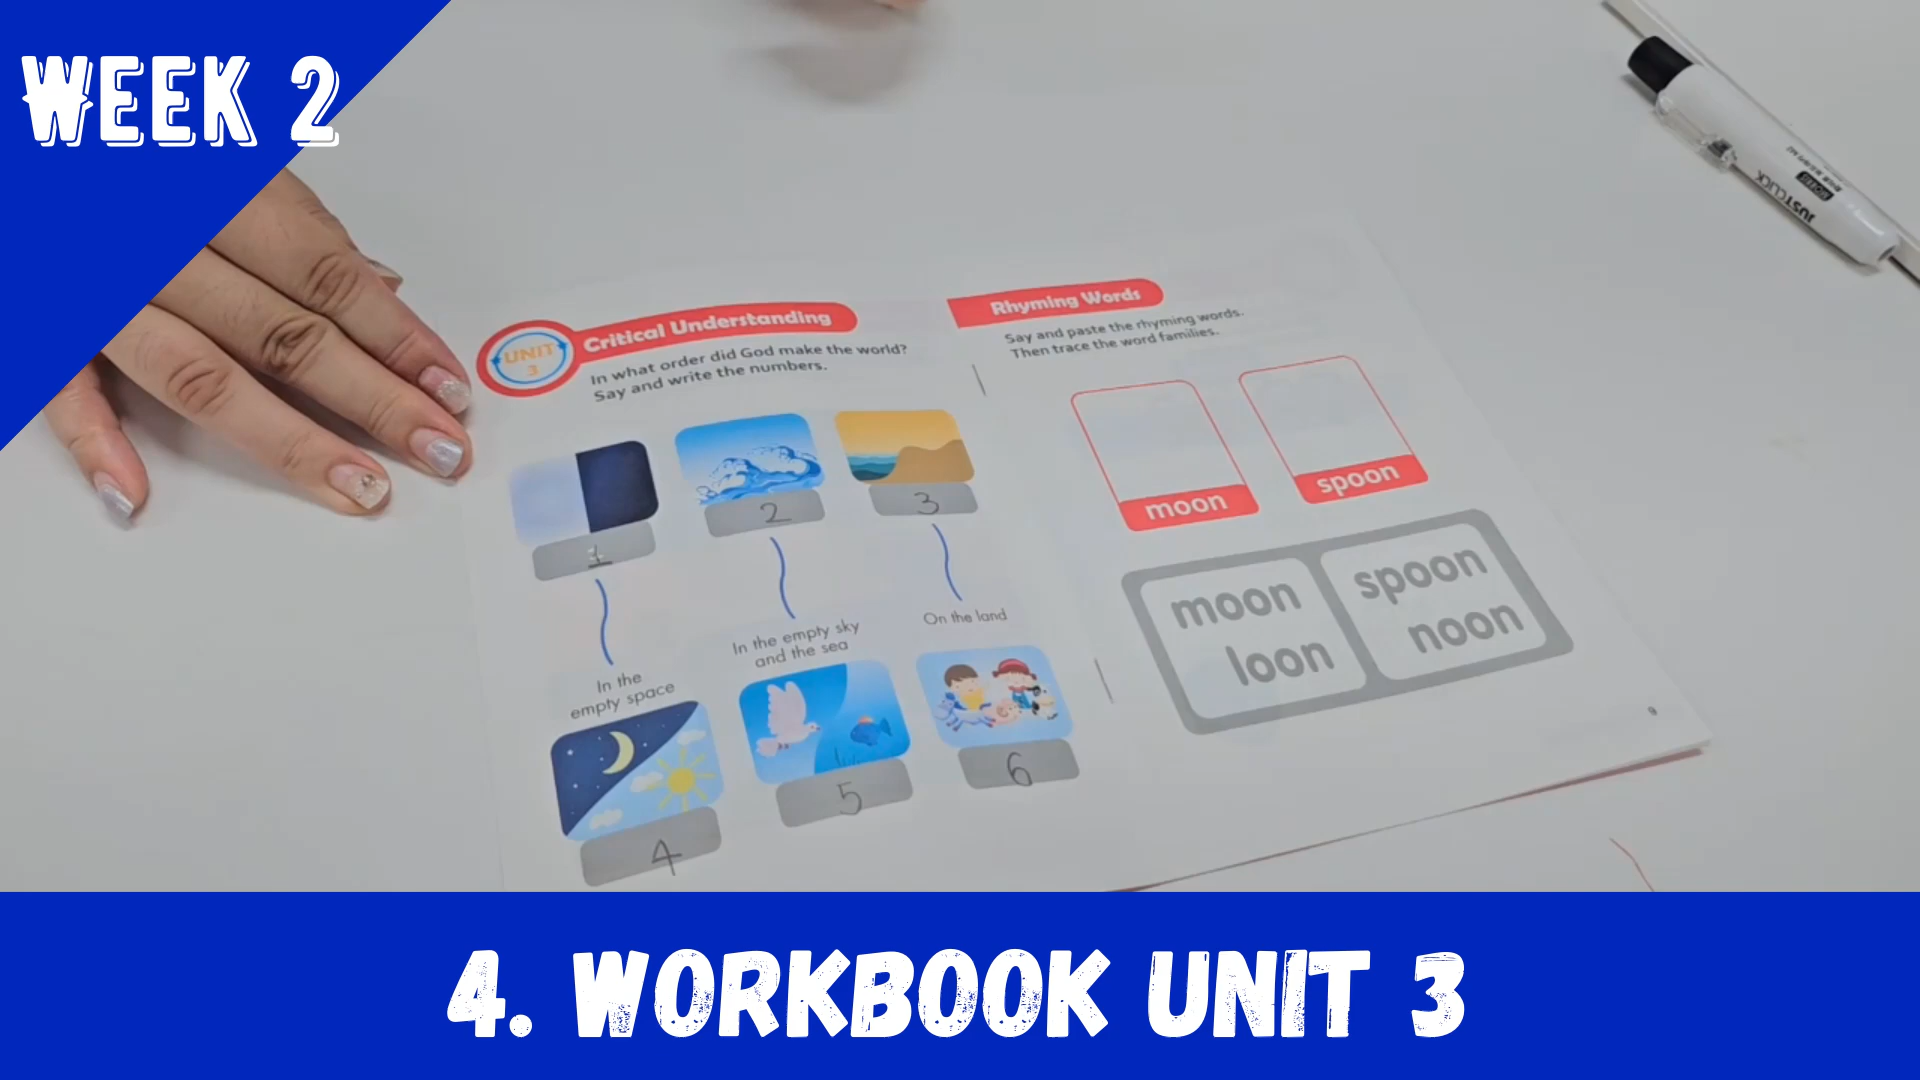 WEEK 2
UNIT
3
Critical Understanding
In what order did God make the world?
Say and write the numbers.
1
2
3
In the
empty space
In the empty sky
and the sea
On the land
4
5
6
Rhyming Words
Say and paste the rhyming words.
Then trace the word families.
moon
spoon
moon
loon
spoon
noon
9
JUSTCLICK
MORRIS
4. WORKBOOK UNIT 3